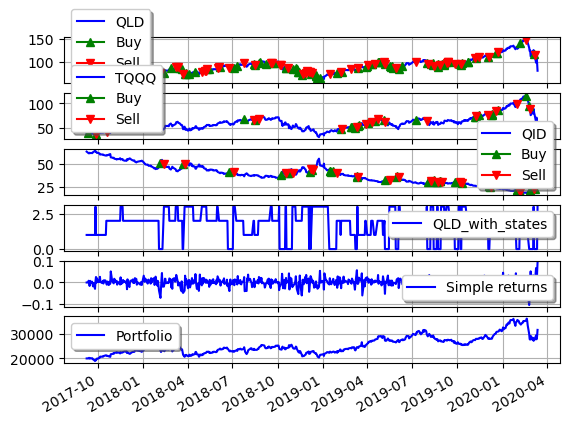 QLD
Buy
Sell
150
100
TQQQ
Buy
Sell
100
50
QID
Buy
Sell
50
25
QLD_with_states
2.5
0.0
Simple returns
0.1
0.0
−0.1
Portfolio
30000
20000
2017-10 2018-01 2018-04 2018-07 2018-10 2019-01 2019-04 2019-07 2019-10 2020-01 2020-04